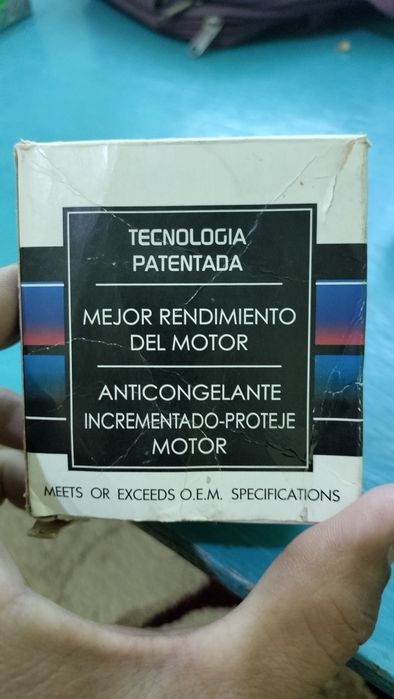 TECNOLOGIA
PATENTADA
MEJOR RENDIMIENTO
DEL MOTOR
ANTICONGELANTE
INCREMENTADO-PROTEJE
MOTOR
MEETS OR EXCEEDS O.E.M. SPECIFICATIONS